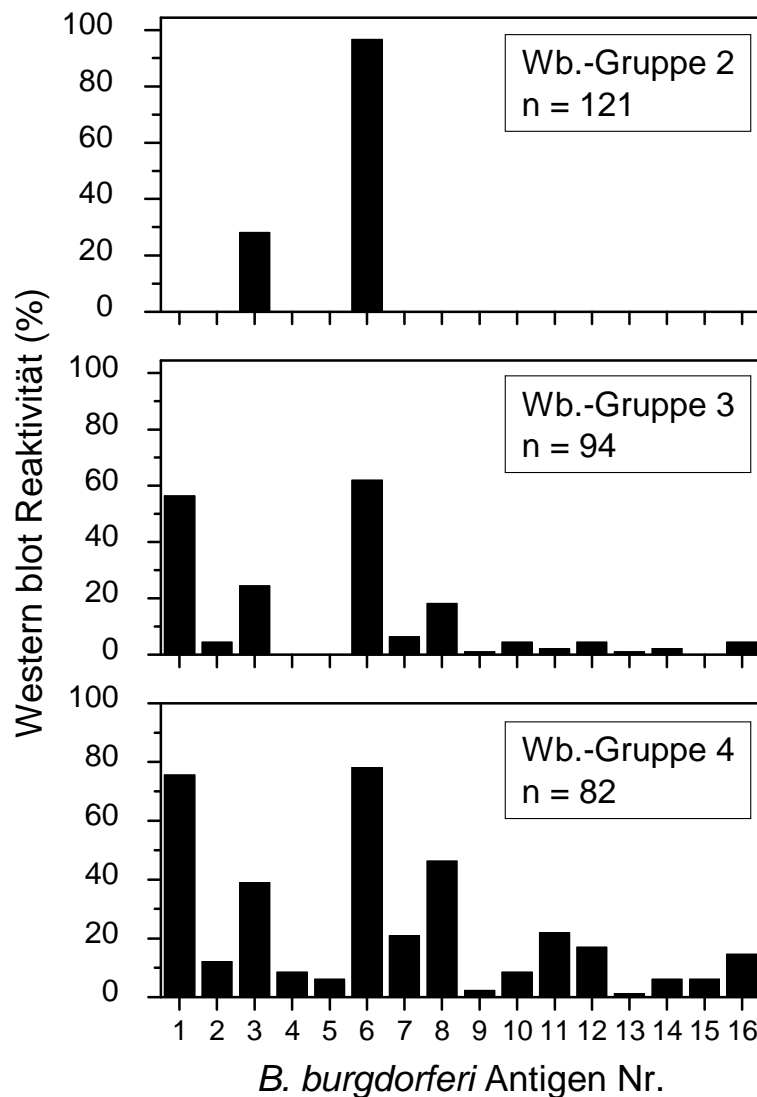 Western blot Reaktivität (%)
100
80
60
40
20
0
Wb.-Gruppe 2
n = 121
100
80
60
40
20
0
Wb.-Gruppe 3
n = 94
100
80
60
40
20
0
Wb.-Gruppe 4
n = 82
1 2 3 4 5 6 7 8 9 10 11 12 13 14 15 16
B. burgdorferi Antigen Nr.